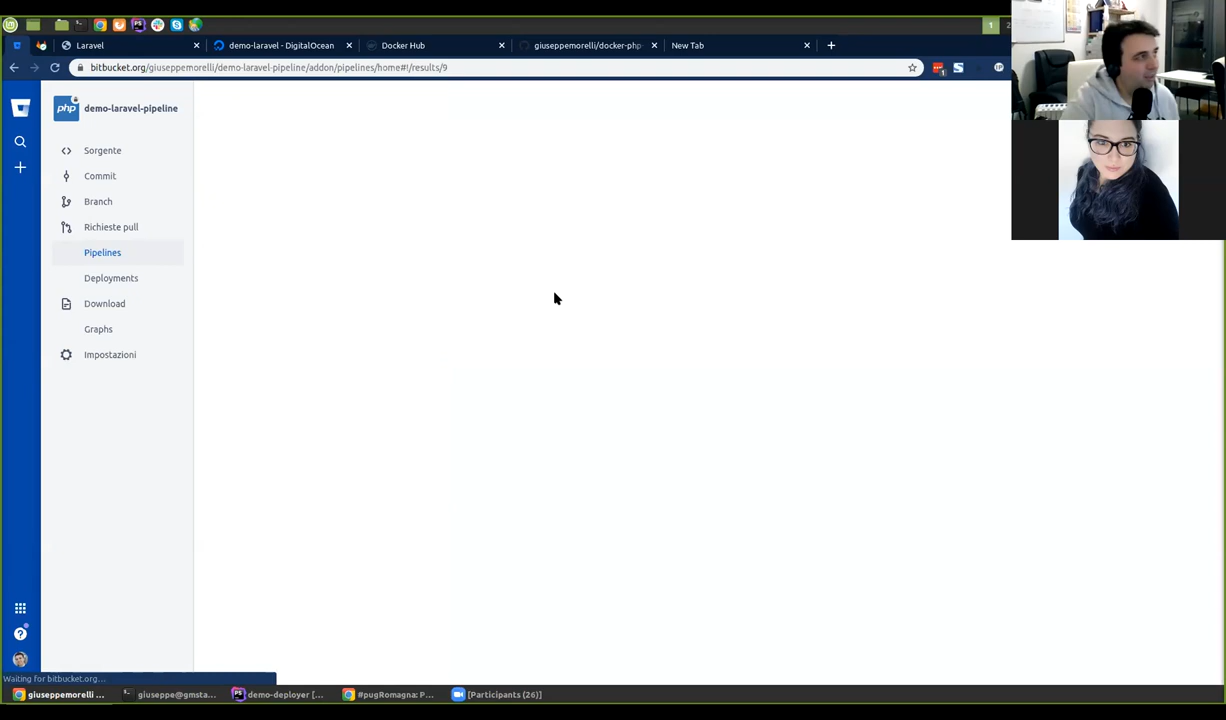 Laravel
demo-laravel - DigitalOcean
Docker Hub
giuseppemorelli/docker-php
New Tab
bitbucket.org/giuseppemorelli/demo-laravel-pipeline/addon/pipelines/home#!/results/9
php
demo-laravel-pipeline
Sorgente
Commit
Branch
Richieste pull
Pipelines
Deployments
Download
Graphs
Impostazioni
Waiting for bitbucket.org...
giuseppemorelli ...
giuseppe@gmsta...
demo-deployer [...
#pugRomagna: P...
[Participants (26)]